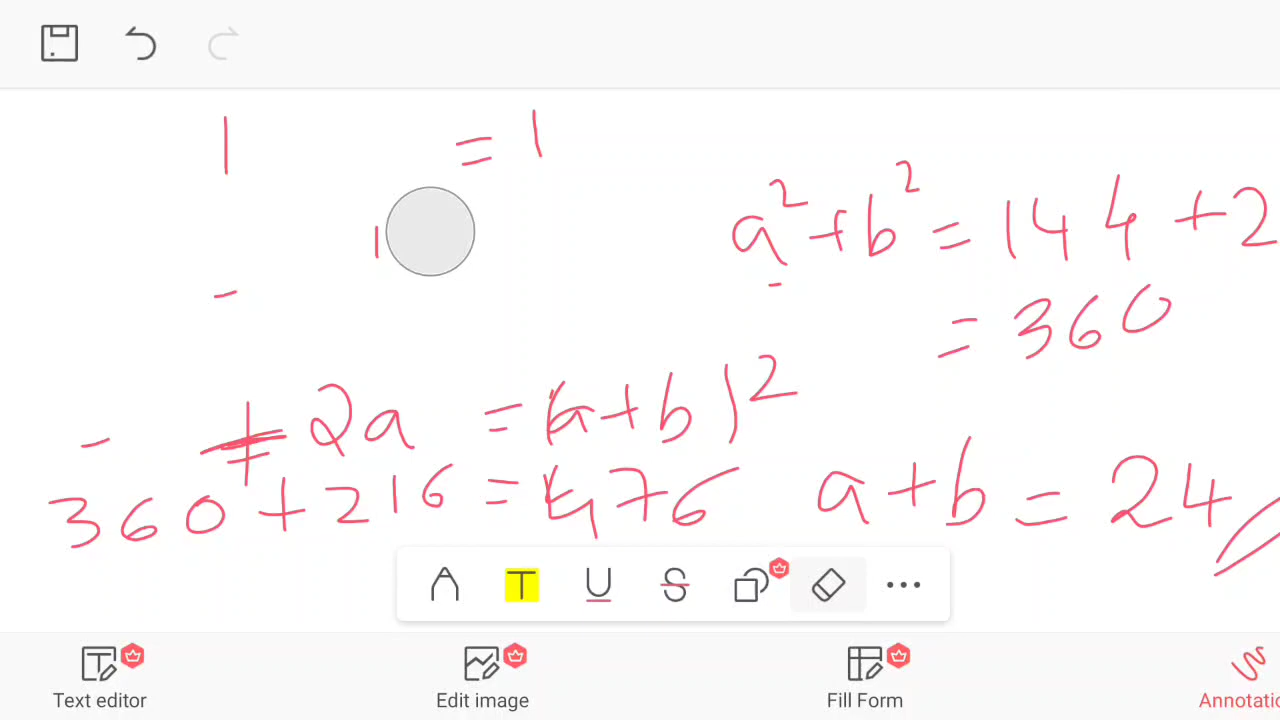 1 = 1
a² + b² = 144 + 2
1
-
= 360
- + 2a = (a + b)²
360 + 216 = 576
a + b = 24
A T U S
Text editor
Edit image
Fill Form
Annotatio